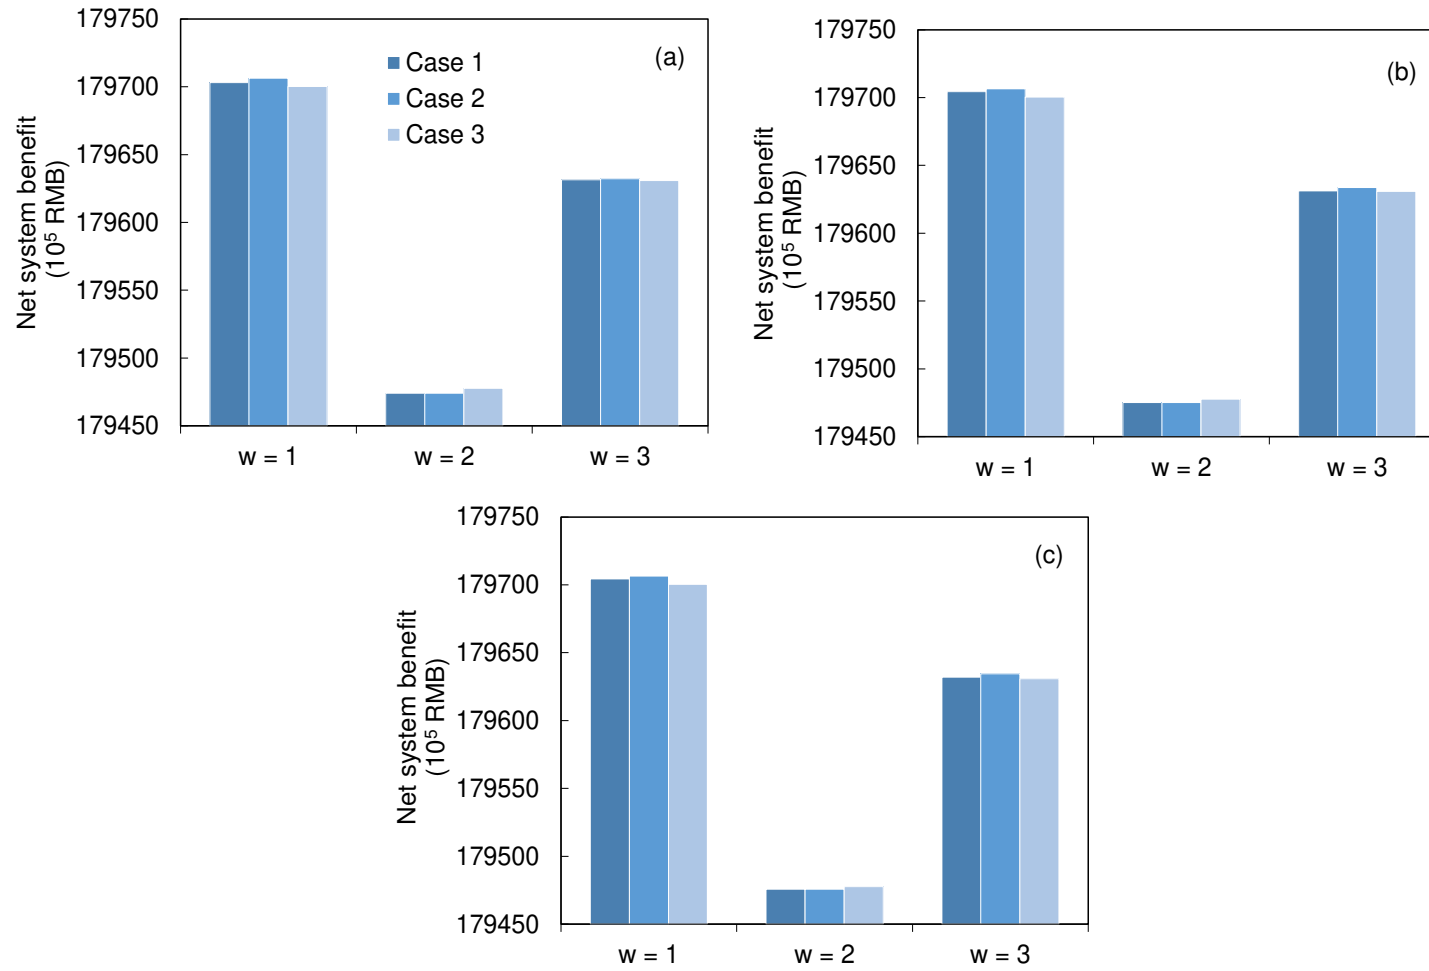 179750
179700
179650
179600
179550
179500
179450
Net system benefit
(10⁵ RMB)
Case 1
Case 2
Case 3
(a)
w = 1
w = 2
w = 3
179750
179700
179650
179600
179550
179500
179450
Net system benefit
(10⁵ RMB)
(b)
w = 1
w = 2
w = 3
179750
179700
179650
179600
179550
179500
179450
Net system benefit
(10⁵ RMB)
(c)
w = 1
w = 2
w = 3